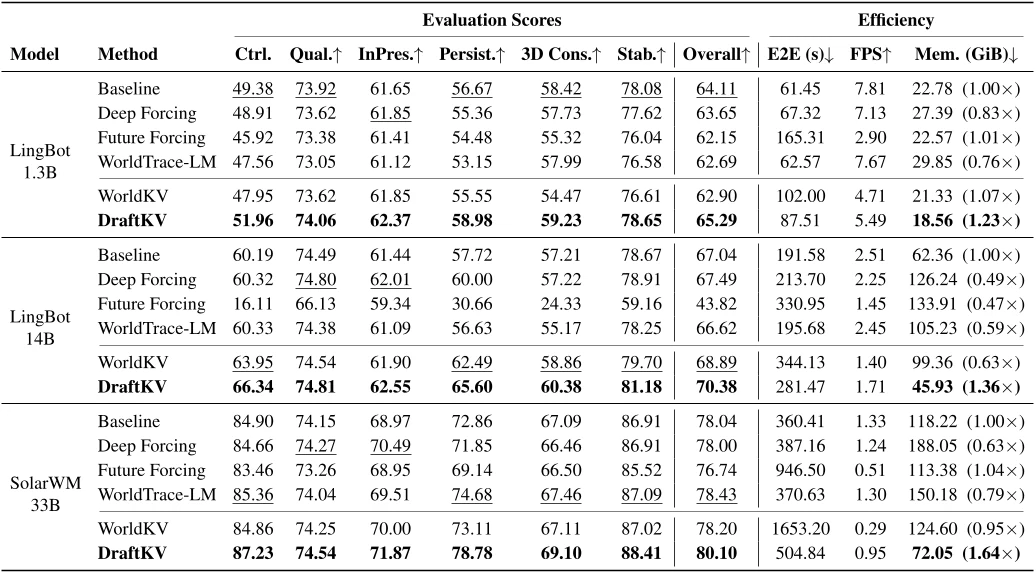 Evaluation Scores Efficiency
Model Method Ctrl. Qual.↑ InPres.↑ Persist.↑ 3D Cons.↑ Stab.↑ Overall↑ E2E (s)↓ FPS↑ Mem. (GiB)↓
LingBot 1.3B
Baseline 49.38 73.92 61.65 56.67 58.42 78.08 64.11 61.45 7.81 22.78 (1.00×)
Deep Forcing 48.91 73.62 61.85 55.36 57.73 77.62 63.65 67.32 7.13 27.39 (0.83×)
Future Forcing 45.92 73.38 61.41 54.48 55.32 76.04 62.15 165.31 2.90 22.57 (1.01×)
WorldTrace-LM 47.56 73.05 61.12 53.15 57.99 76.58 62.69 62.57 7.67 29.85 (0.76×)
WorldKV 47.95 73.62 61.85 55.55 54.47 76.61 62.90 102.00 4.71 21.33 (1.07×)
DraftKV 51.96 74.06 62.37 58.98 59.23 78.65 65.29 87.51 5.49 18.56 (1.23×)
LingBot 14B
Baseline 60.19 74.49 61.44 57.72 57.21 78.67 67.04 191.58 2.51 62.36 (1.00×)
Deep Forcing 60.32 74.80 62.01 60.00 57.22 78.91 67.49 213.70 2.25 126.24 (0.49×)
Future Forcing 16.11 66.13 59.34 30.66 24.33 59.16 43.82 330.95 1.45 133.91 (0.47×)
WorldTrace-LM 60.33 74.38 61.09 56.63 55.17 78.25 66.62 195.68 2.45 105.23 (0.59×)
WorldKV 63.95 74.54 61.90 62.49 58.86 79.70 68.89 344.13 1.40 99.36 (0.63×)
DraftKV 66.34 74.81 62.55 65.60 60.38 81.18 70.38 281.47 1.71 45.93 (1.36×)
SolarWM 33B
Baseline 84.90 74.15 68.97 72.86 67.09 86.91 78.04 360.41 1.33 118.22 (1.00×)
Deep Forcing 84.66 74.27 70.49 71.85 66.46 86.91 78.00 387.16 1.24 188.05 (0.63×)
Future Forcing 83.46 73.26 68.95 69.14 66.50 85.52 76.74 946.50 0.51 113.38 (1.04×)
WorldTrace-LM 85.36 74.04 69.51 74.68 67.46 87.09 78.43 370.63 1.30 150.18 (0.79×)
WorldKV 84.86 74.25 70.00 73.11 67.11 87.02 78.20 1653.20 0.29 124.60 (0.95×)
DraftKV 87.23 74.54 71.87 78.78 69.10 88.41 80.10 504.84 0.95 72.05 (1.64×)